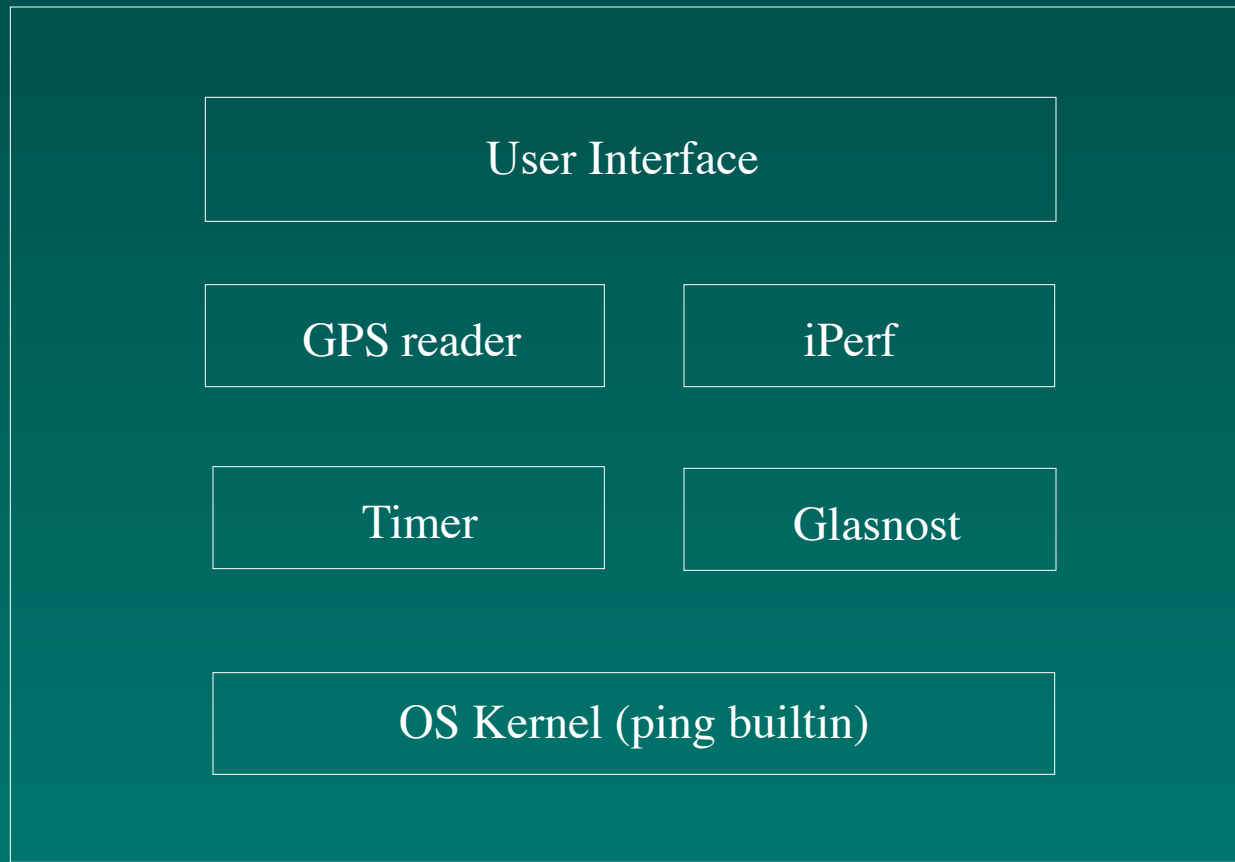 User Interface
GPS reader
iPerf
Timer
Glasnost
OS Kernel (ping builtin)